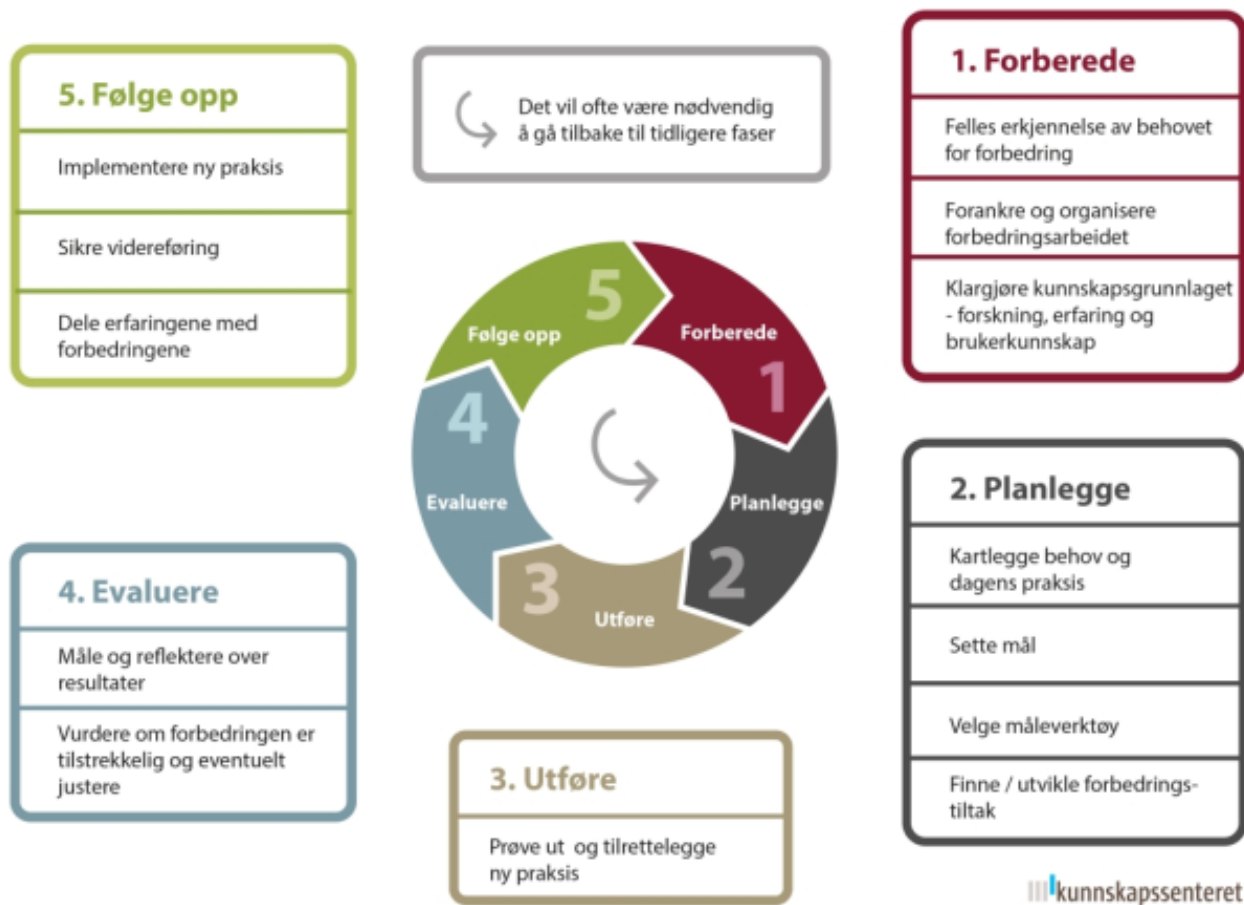 5. Følge opp
Implementere ny praksis
Sikre videreføring
Dele erfaringene med
forbedringene
Det vil ofte være nødvendig
å gå tilbake til tidligere faser
1. Forberede
Felles erkjennelse av behovet
for forbedring
Forankre og organisere
forbedringsarbeidet
Klargjøre kunnskapsgrunnlaget
- forskning, erfaring og
brukerkunnskap
5
Følge opp
Forberede
1
4
Evaluere
Planlegge
2
3
Utføre
2. Planlegge
Kartlegge behov og
dagens praksis
Sette mål
Velge måleverktøy
Finne / utvikle forbedrings-
tiltak
4. Evaluere
Måle og reflektere over
resultater
Vurdere om forbedringen er
tilstrekkelig og eventuelt
justere
3. Utføre
Prøve ut og tilrettelegge
ny praksis
kunnskapssenteret